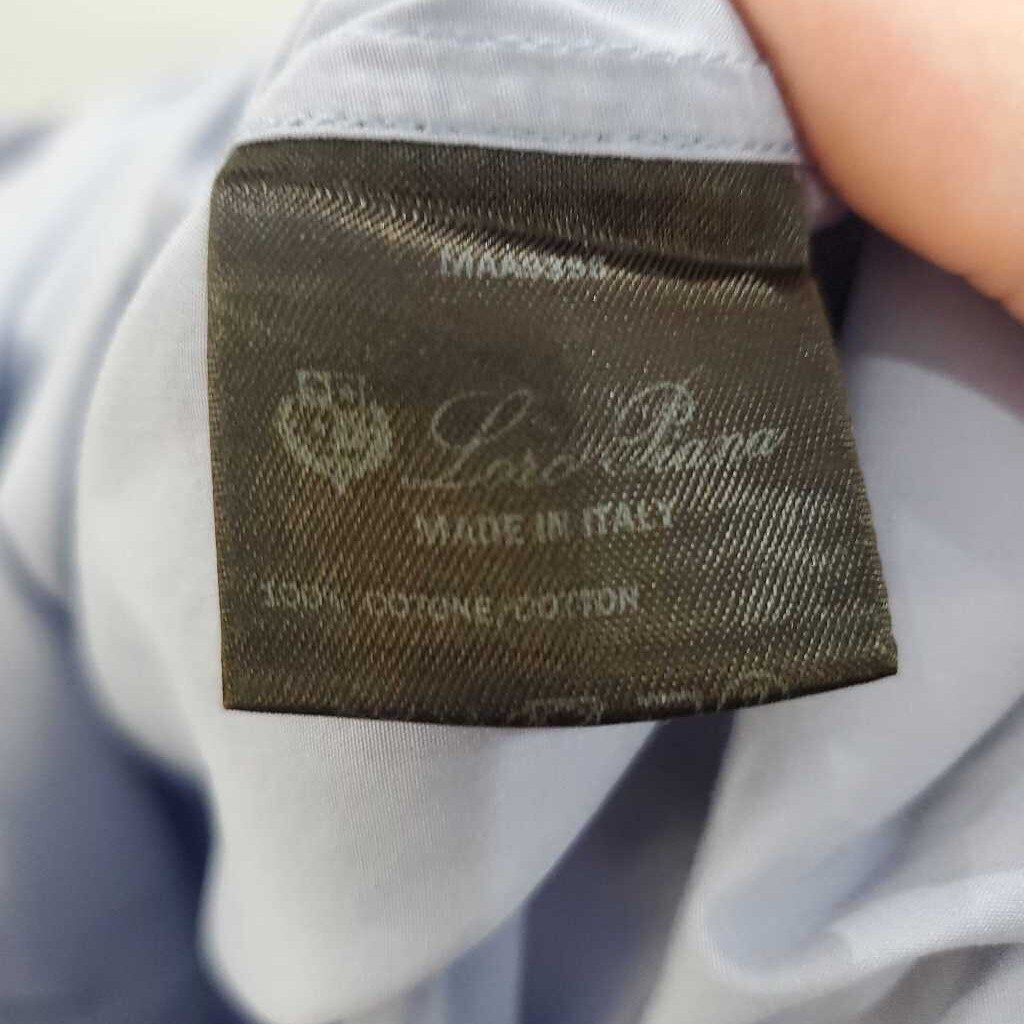 Loro Piana
MADE IN ITALY
100% COTONE/COTTON